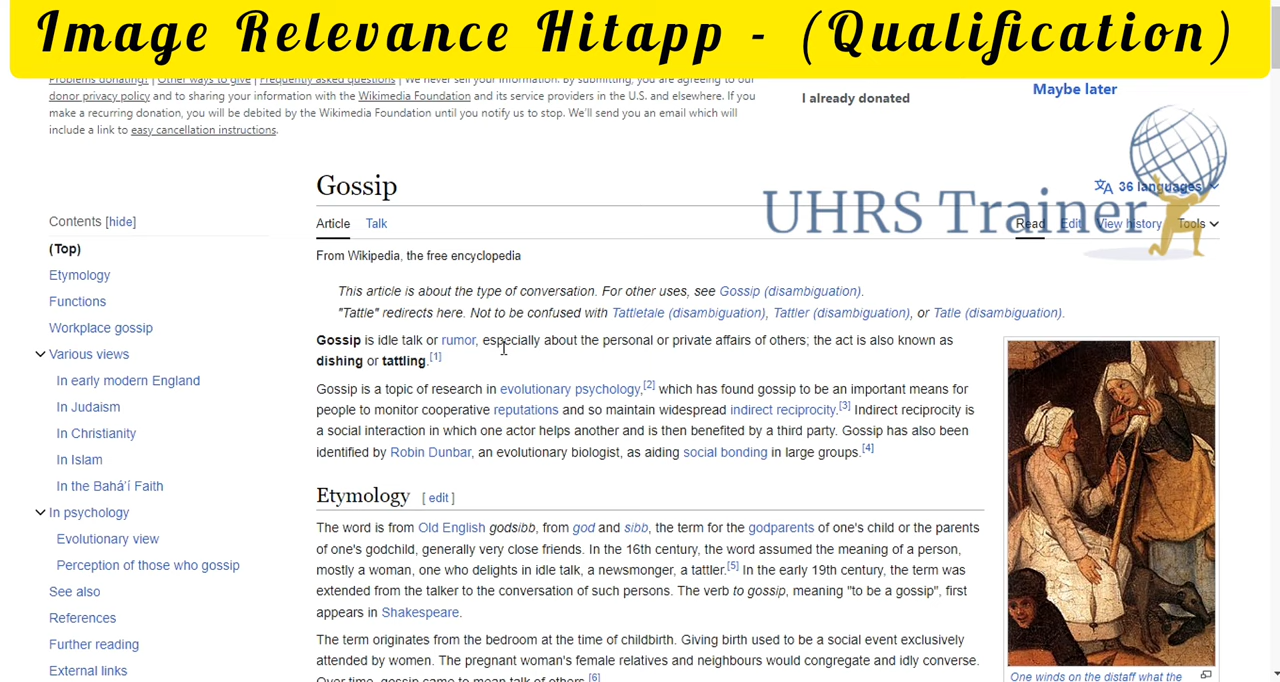 Image Relevance Hitapp - (Qualification)
Problems donating? | Other ways to give | Frequently asked questions | We never sell your information. By submitting, you are agreeing to our
donor privacy policy and to sharing your information with the Wikimedia Foundation and its service providers in the U.S. and elsewhere. If you
make a recurring donation, you will be debited by the Wikimedia Foundation until you notify us to stop. We'll send you an email which will
include a link to easy cancellation instructions.
I already donated
Maybe later
Gossip
36 languages
UHRS Trainer
Article Talk
Read Edit View history Tools
From Wikipedia, the free encyclopedia
This article is about the type of conversation. For other uses, see Gossip (disambiguation).
"Tattle" redirects here. Not to be confused with Tattletale (disambiguation), Tattler (disambiguation), or Tatle (disambiguation).
Gossip is idle talk or rumor, especially about the personal or private affairs of others; the act is also known as
dishing or tattling.[1]
Gossip is a topic of research in evolutionary psychology,[2] which has found gossip to be an important means for
people to monitor cooperative reputations and so maintain widespread indirect reciprocity.[3] Indirect reciprocity is
a social interaction in which one actor helps another and is then benefited by a third party. Gossip has also been
identified by Robin Dunbar, an evolutionary biologist, as aiding social bonding in large groups.[4]
Etymology [ edit ]
The word is from Old English godsibb, from god and sibb, the term for the godparents of one's child or the parents
of one's godchild, generally very close friends. In the 16th century, the word assumed the meaning of a person,
mostly a woman, one who delights in idle talk, a newsmonger, a tattler.[5] In the early 19th century, the term was
extended from the talker to the conversation of such persons. The verb to gossip, meaning "to be a gossip", first
appears in Shakespeare.
The term originates from the bedroom at the time of childbirth. Giving birth used to be a social event exclusively
attended by women. The pregnant woman's female relatives and neighbours would congregate and idly converse.
Over time, gossip came to mean talk of others.[6]
One winds on the distaff what the
Contents [hide]
(Top)
Etymology
Functions
Workplace gossip
Various views
In early modern England
In Judaism
In Christianity
In Islam
In the Bahá'í Faith
In psychology
Evolutionary view
Perception of those who gossip
See also
References
Further reading
External links